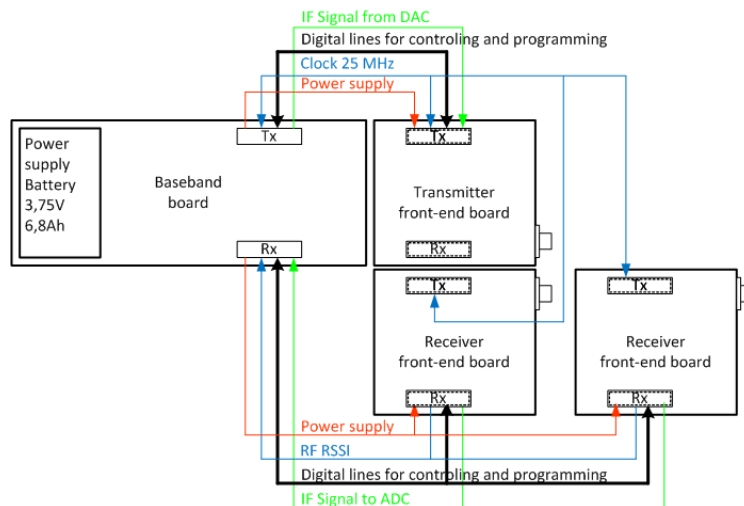 IF Signal from DAC
Digital lines for controling and programming
Clock 25 MHz
Power supply
Power
supply
Battery
3,75V
6,8Ah
Baseband
board
Tx
Rx
Tx
Transmitter
front-end board
Rx
Tx
Receiver
front-end board
Rx
Tx
Receiver
front-end board
Rx
Power supply
RF RSSI
Digital lines for controling and programming
IF Signal to ADC